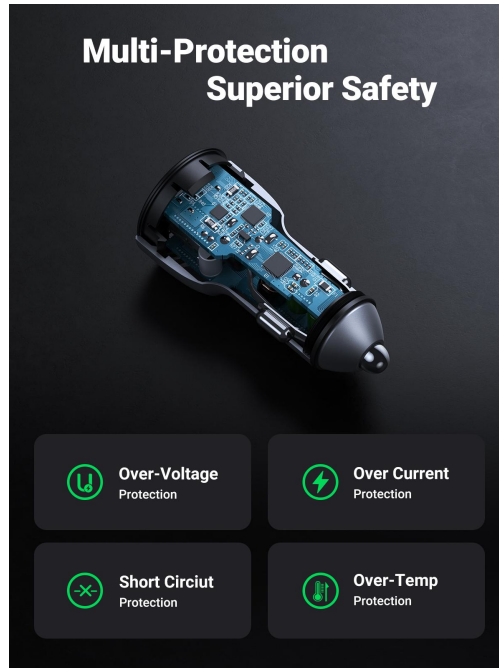 Multi-Protection
Superior Safety
Over-Voltage
Protection
Over Current
Protection
Short Circiut
Protection
Over-Temp
Protection